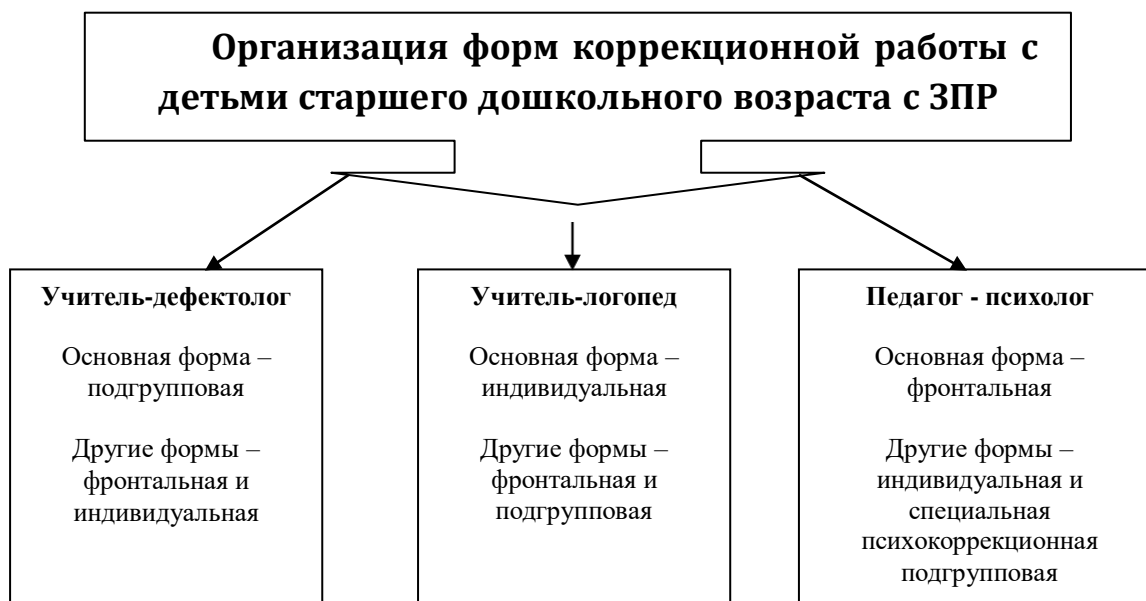 Организация форм коррекционной работы с
детьми старшего дошкольного возраста с ЗПР
Учитель-дефектолог
Основная форма –
подгрупповая
Другие формы –
фронтальная и
индивидуальная
Учитель-логопед
Основная форма –
индивидуальная
Другие формы –
фронтальная и
подгрупповая
Педагог - психолог
Основная форма –
фронтальная
Другие формы –
индивидуальная и
специальная
психокоррекционная
подгрупповая